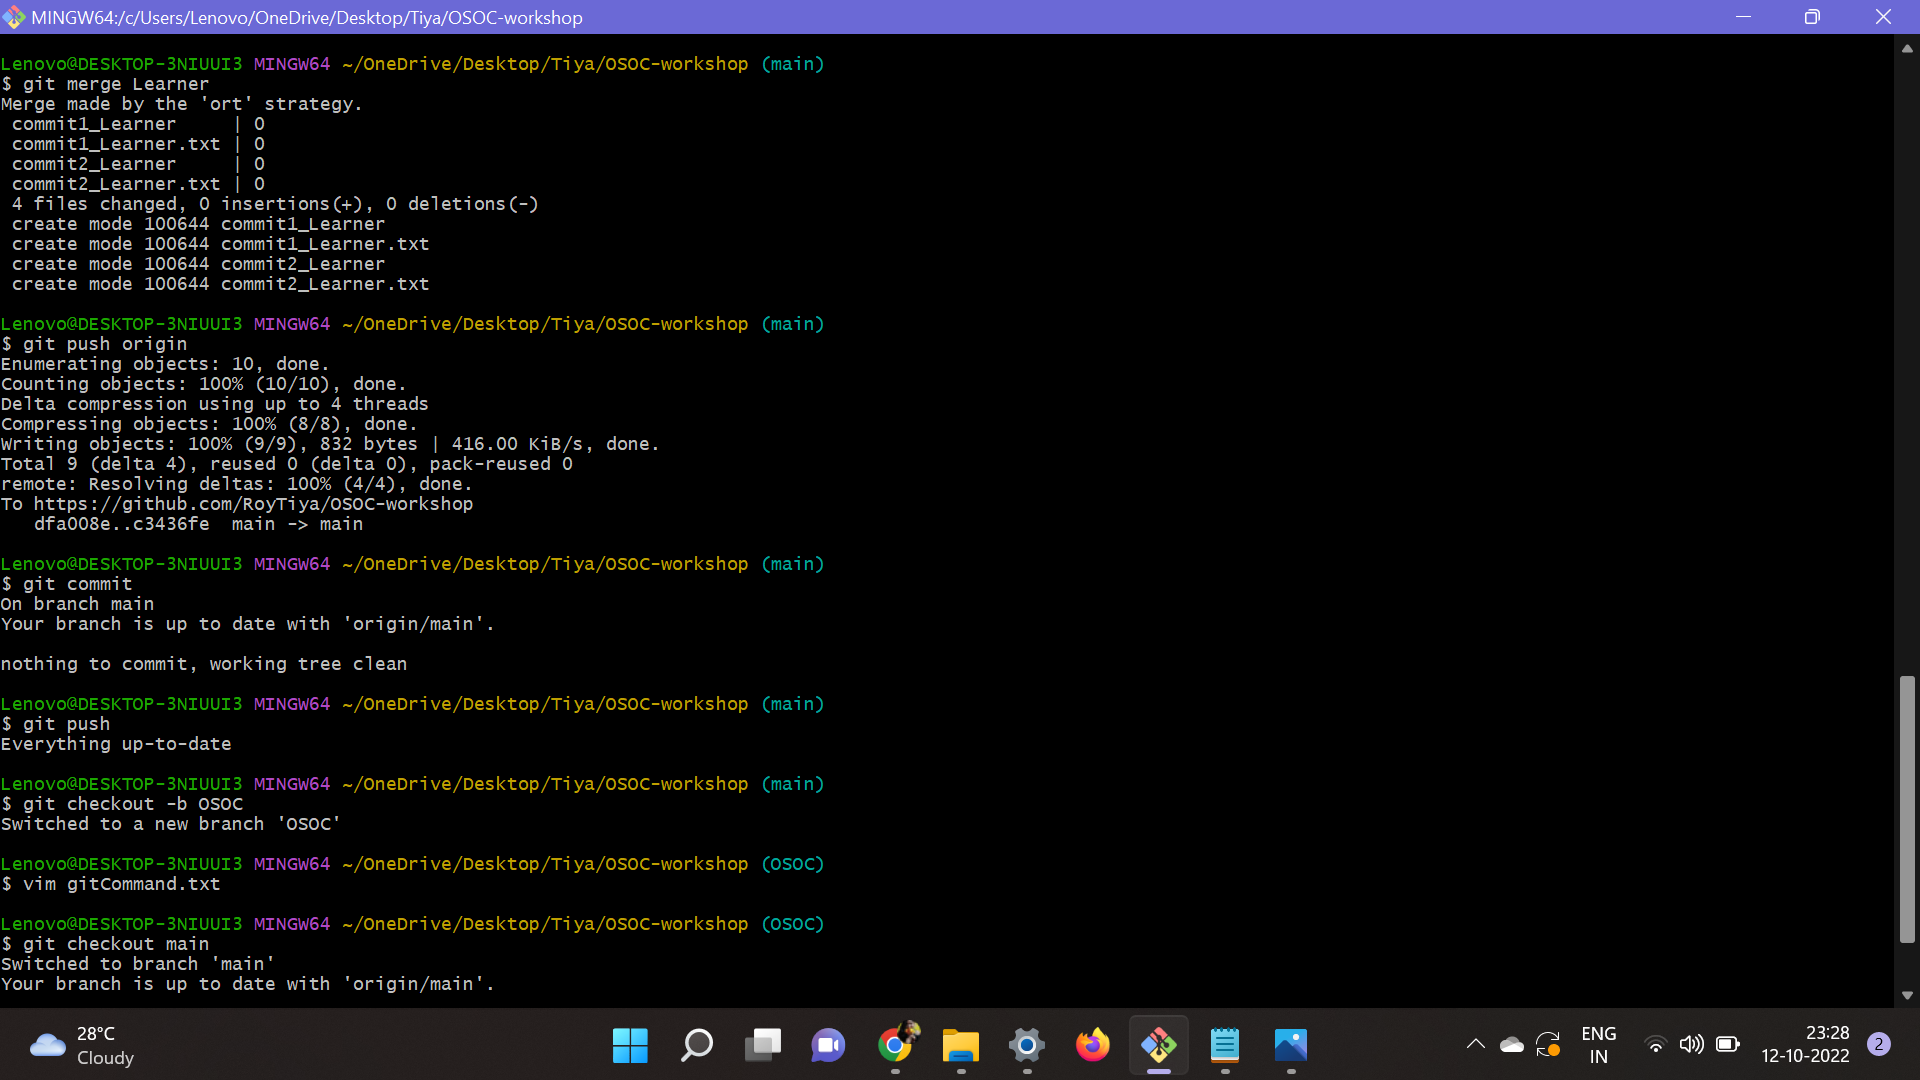 MINGW64:/c/Users/Lenovo/OneDrive/Desktop/Tiya/OSOC-workshop
Lenovo@DESKTOP-3NIUUI3 MINGW64 ~/OneDrive/Desktop/Tiya/OSOC-workshop (main)
$ git merge Learner
Merge made by the 'ort' strategy.
 commit1_Learner     | 0
 commit1_Learner.txt | 0
 commit2_Learner     | 0
 commit2_Learner.txt | 0
 4 files changed, 0 insertions(+), 0 deletions(-)
 create mode 100644 commit1_Learner
 create mode 100644 commit1_Learner.txt
 create mode 100644 commit2_Learner
 create mode 100644 commit2_Learner.txt
Lenovo@DESKTOP-3NIUUI3 MINGW64 ~/OneDrive/Desktop/Tiya/OSOC-workshop (main)
$ git push origin
Enumerating objects: 10, done.
Counting objects: 100% (10/10), done.
Delta compression using up to 4 threads
Compressing objects: 100% (8/8), done.
Writing objects: 100% (9/9), 832 bytes | 416.00 KiB/s, done.
Total 9 (delta 4), reused 0 (delta 0), pack-reused 0
remote: Resolving deltas: 100% (4/4), done.
To https://github.com/RoyTiya/OSOC-workshop
   dfa008e..c3436fe  main -> main
Lenovo@DESKTOP-3NIUUI3 MINGW64 ~/OneDrive/Desktop/Tiya/OSOC-workshop (main)
$ git commit
On branch main
Your branch is up to date with 'origin/main'.
nothing to commit, working tree clean
Lenovo@DESKTOP-3NIUUI3 MINGW64 ~/OneDrive/Desktop/Tiya/OSOC-workshop (main)
$ git push
Everything up-to-date
Lenovo@DESKTOP-3NIUUI3 MINGW64 ~/OneDrive/Desktop/Tiya/OSOC-workshop (main)
$ git checkout -b OSOC
Switched to a new branch 'OSOC'
Lenovo@DESKTOP-3NIUUI3 MINGW64 ~/OneDrive/Desktop/Tiya/OSOC-workshop (OSOC)
$ vim gitCommand.txt
Lenovo@DESKTOP-3NIUUI3 MINGW64 ~/OneDrive/Desktop/Tiya/OSOC-workshop (OSOC)
$ git checkout main
Switched to branch 'main'
Your branch is up to date with 'origin/main'.
28°C
Cloudy
ENG
IN
23:28
12-10-2022
2